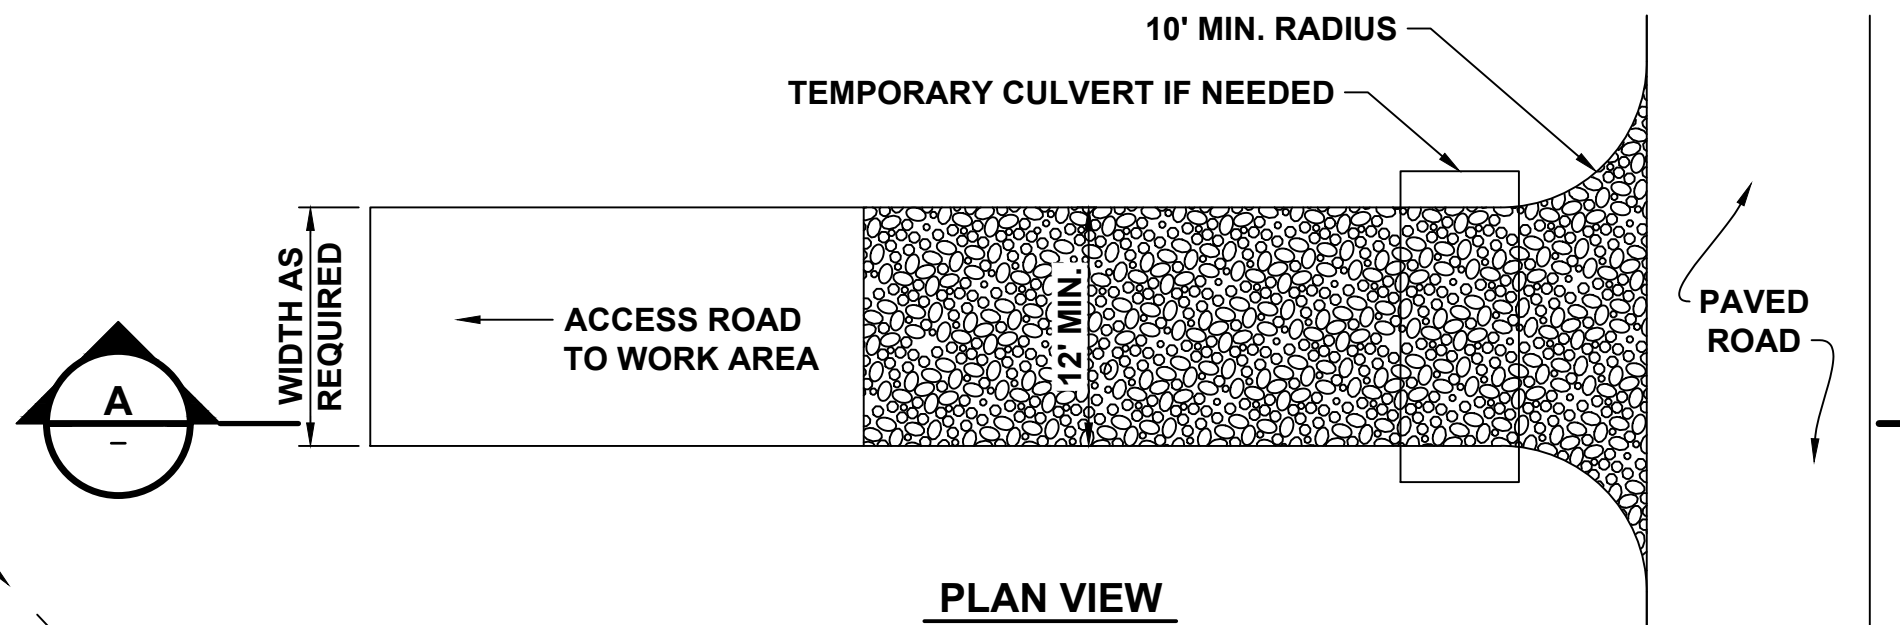 10' MIN. RADIUS
TEMPORARY CULVERT IF NEEDED
WIDTH AS
REQUIRED
ACCESS ROAD
TO WORK AREA
12' MIN.
PAVED
ROAD
A
-
PLAN VIEW